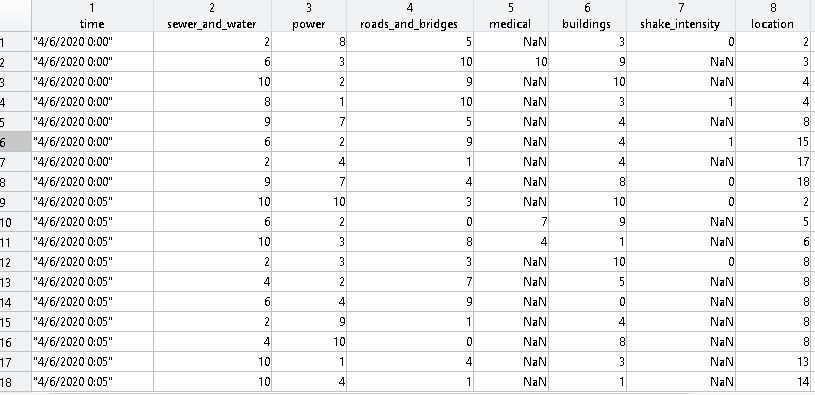 1 2 3 4 5 6 7 8
time sewer_and_water power roads_and_bridges medical buildings shake_intensity location
1 "4/6/2020 0:00" 2 8 5 NaN 3 0 2
2 "4/6/2020 0:00" 6 3 10 10 9 NaN 3
3 "4/6/2020 0:00" 10 2 9 NaN 10 NaN 4
4 "4/6/2020 0:00" 8 1 10 NaN 3 1 4
5 "4/6/2020 0:00" 9 7 5 NaN 4 NaN 8
6 "4/6/2020 0:00" 6 2 9 NaN 4 1 15
7 "4/6/2020 0:00" 2 4 1 NaN 4 NaN 17
8 "4/6/2020 0:00" 9 7 4 NaN 8 0 18
9 "4/6/2020 0:05" 10 10 3 NaN 10 0 2
10 "4/6/2020 0:05" 6 2 0 7 9 NaN 5
11 "4/6/2020 0:05" 10 3 8 4 1 NaN 6
12 "4/6/2020 0:05" 2 3 3 NaN 10 0 8
13 "4/6/2020 0:05" 4 2 7 NaN 5 NaN 8
14 "4/6/2020 0:05" 6 4 9 NaN 0 NaN 8
15 "4/6/2020 0:05" 2 9 1 NaN 4 NaN 8
16 "4/6/2020 0:05" 4 10 0 NaN 8 NaN 8
17 "4/6/2020 0:05" 10 1 4 NaN 3 NaN 13
18 "4/6/2020 0:05" 10 4 1 NaN 1 NaN 14